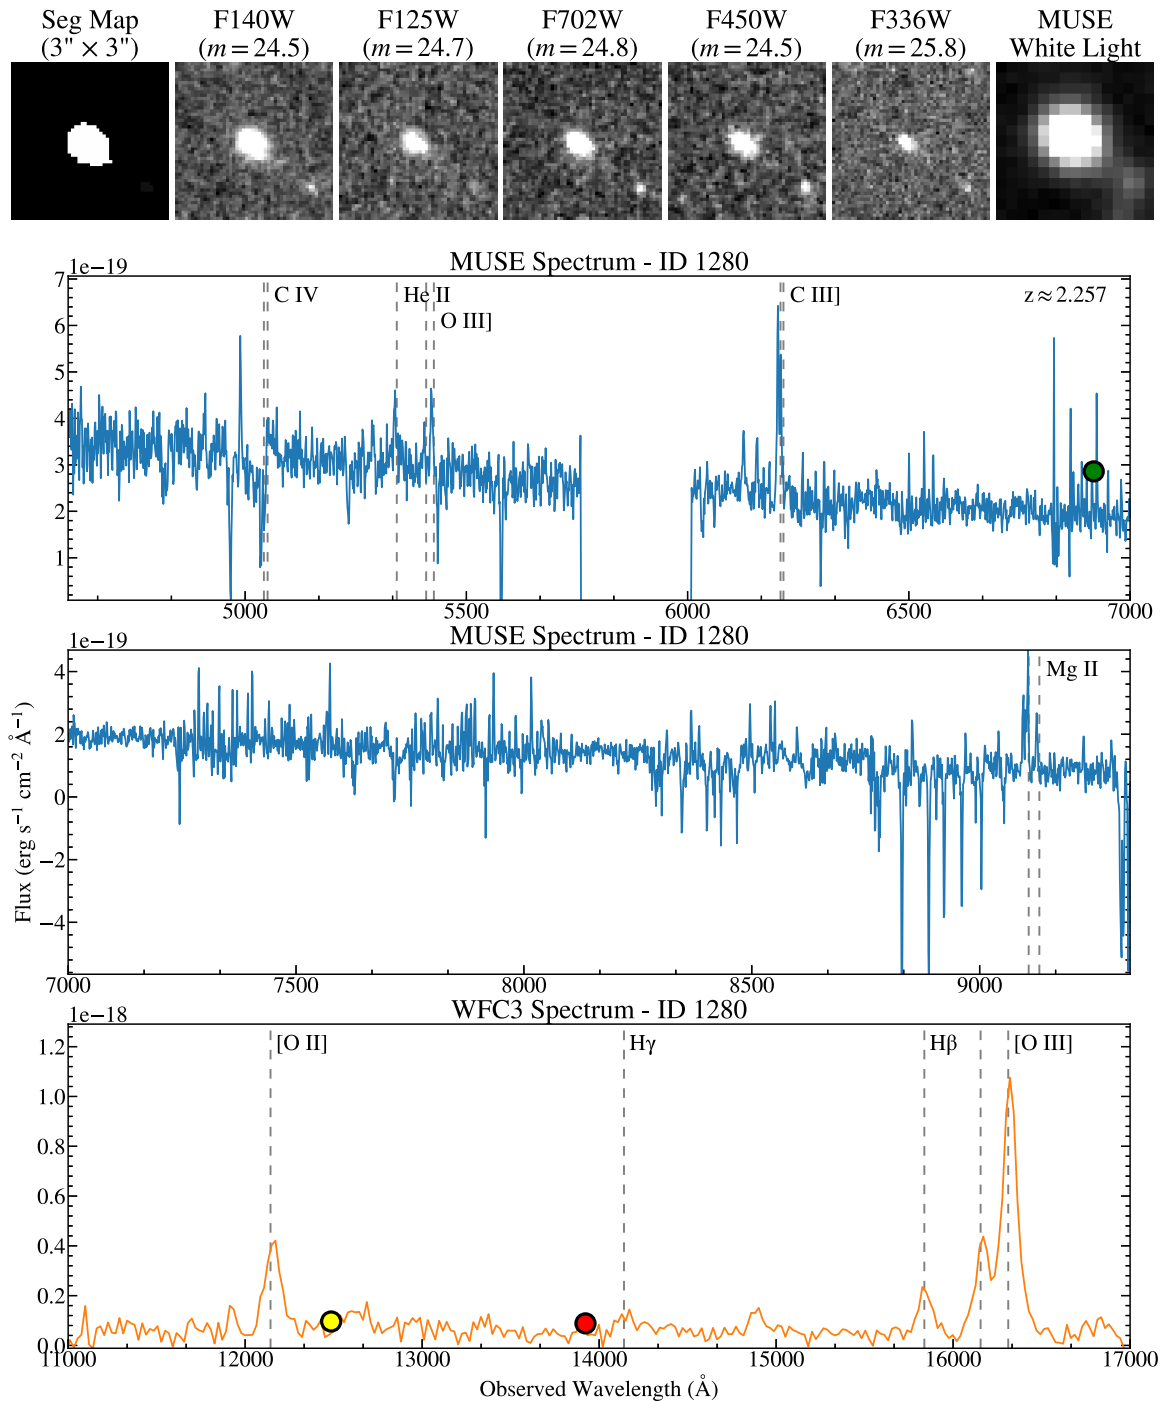 Seg Map F140W F125W F702W F450W F336W MUSE
(3" × 3") (m = 24.5) (m = 24.7) (m = 24.8) (m = 24.5) (m = 25.8) White Light
1e−19 MUSE Spectrum - ID 1280
7
C IV He II C III] z ≈ 2.257
6 O III]
5
4
3
2
1
5000 5500 6000 6500 7000
1e−19 MUSE Spectrum - ID 1280
4 Mg II
2
0
−2
−4
Flux (erg s−1 cm−2 Å−1)
7000 7500 8000 8500 9000
1e−18 WFC3 Spectrum - ID 1280
1.2 [O II] Hγ Hβ [O III]
1.0
0.8
0.6
0.4
0.2
0.0
11000 12000 13000 14000 15000 16000 17000
Observed Wavelength (Å)